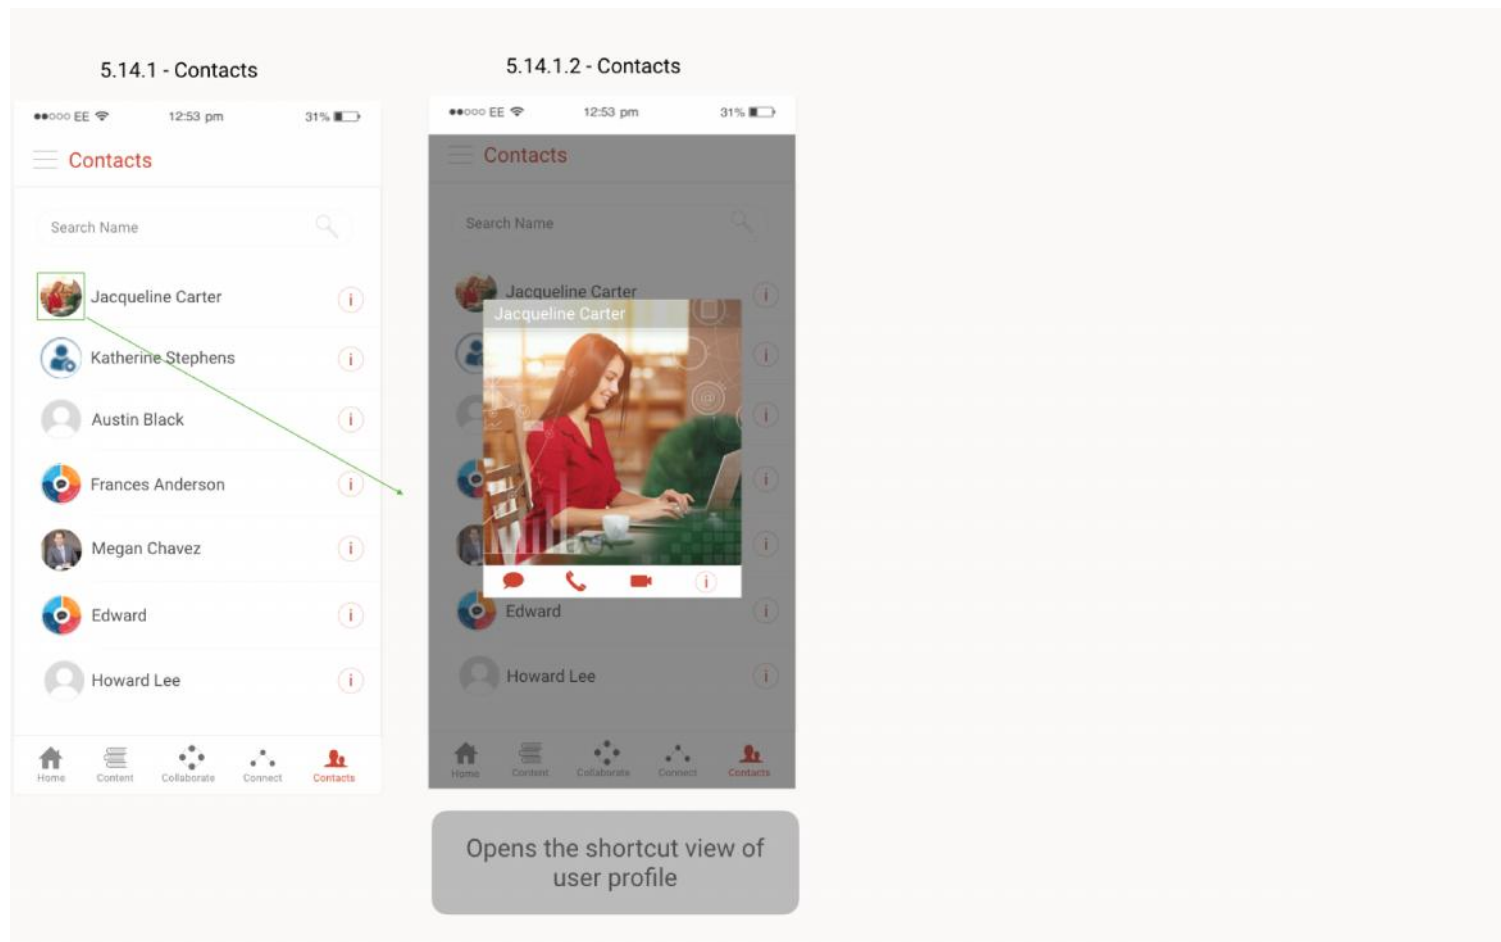 5.14.1 - Contacts
EE 12:53 pm 31%
Contacts
Search Name
Jacqueline Carter
i
Katherine Stephens
i
Austin Black
i
Frances Anderson
i
Megan Chavez
i
Edward
i
Howard Lee
i
Home Content Collaborate Connect Contacts
5.14.1.2 - Contacts
EE 12:53 pm 31%
Contacts
Search Name
Jacqueline Carter
i
Jacqueline Carter
@
i
i
i
i
i
Edward
i
Howard Lee
i
Home Content Collaborate Connect Contacts
Opens the shortcut view of
user profile